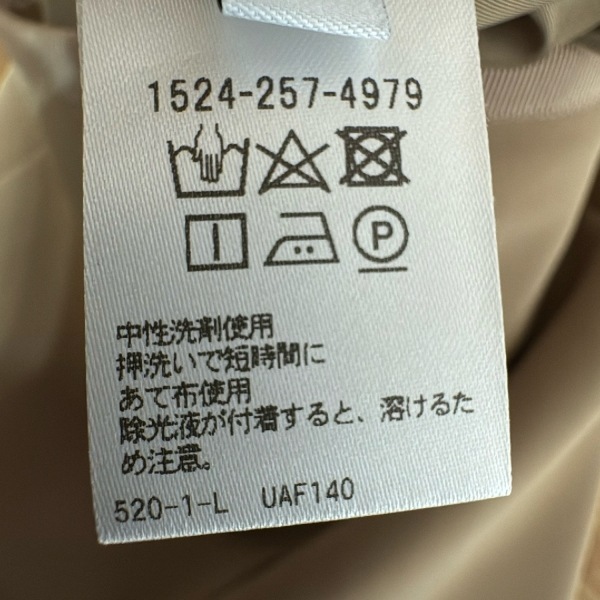 1524-257-4979
P
中性洗剤使用
押洗いで短時間に
あて布使用
除光液が付着すると、溶けるた
め注意。
520-1-L UAF140